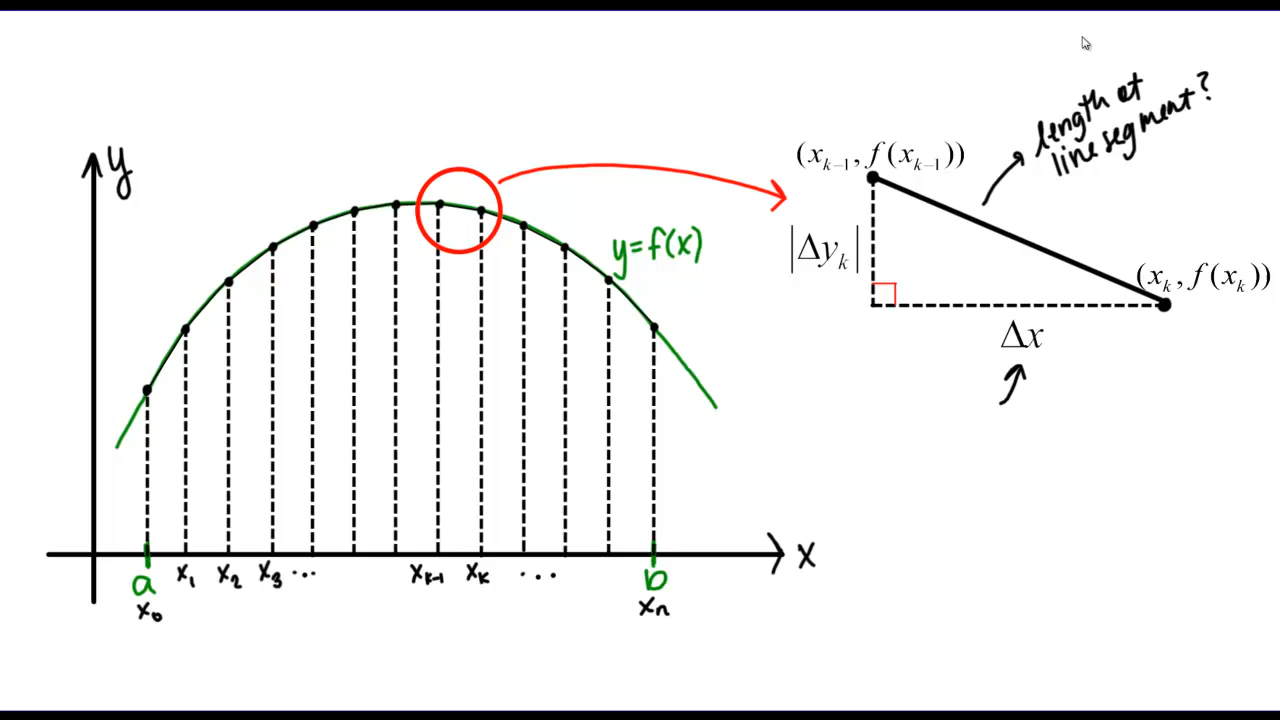 y
y=f(x)
x
a
x₁
x₂
x₃
...
xₖ₋₁
xₖ
...
b
x₀
xₙ
length at
line segment?
(xₖ₋₁, f(xₖ₋₁))
|Δyₖ|
(xₖ, f(xₖ))
Δx